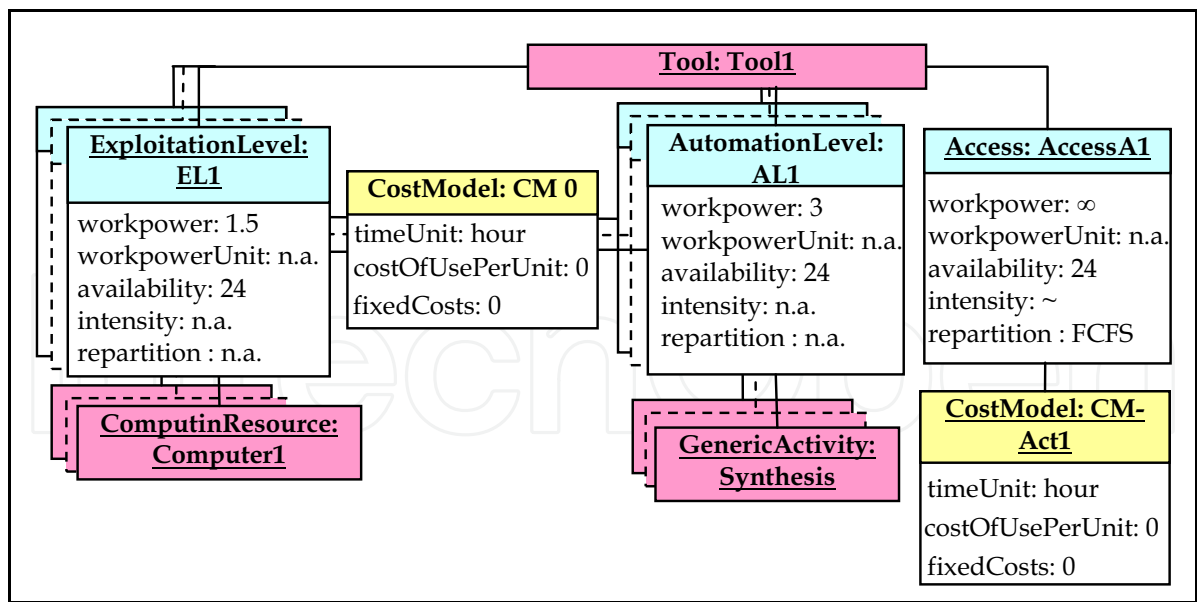 Tool: Tool1
ExploitationLevel:
EL1
workpower: 1.5
workpowerUnit: n.a.
availability: 24
intensity: n.a.
repartition : n.a.
CostModel: CM 0
timeUnit: hour
costOfUsePerUnit: 0
fixedCosts: 0
AutomationLevel:
AL1
workpower: 3
workpowerUnit: n.a.
availability: 24
intensity: n.a.
repartition : n.a.
Access: AccessA1
workpower: ∞
workpowerUnit: n.a.
availability: 24
intensity: ~
repartition : FCFS
ComputinResource:
Computer1
GenericActivity:
Synthesis
CostModel: CM-
Act1
timeUnit: hour
costOfUsePerUnit: 0
fixedCosts: 0